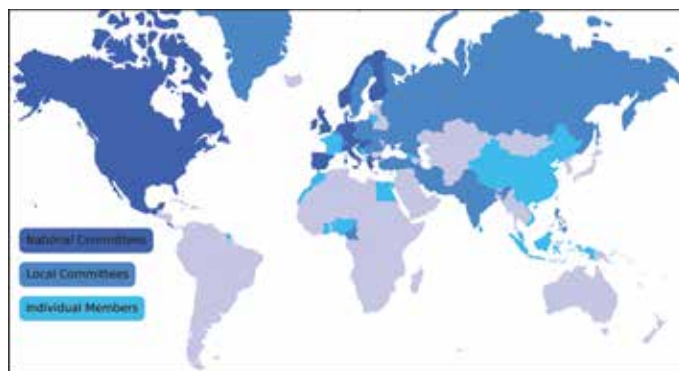 National Committees
Local Committees
Individual Members